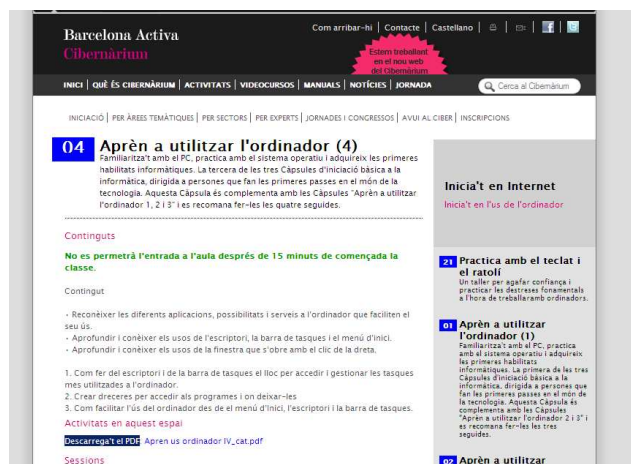 Barcelona Activa
Cibernàrium
Com arribar-hi | Contacte | Castellano
Estem treballant
en el nou web
del Cibernàrium
INICI | QUÈ ÉS CIBERNÀRIUM | ACTIVITATS | VIDEOCURSOS | MANUALS | NOTÍCIES | JORNADA
Cerca al Cibernàrium
INICIACIÓ | PER ÀREES TEMÀTIQUES | PER SECTORS | PER EXPERTS | JORNADES I CONGRESSOS | AVUI AL CIBER | INSCRIPCIONS
04 Aprèn a utilitzar l'ordinador (4)
Familiaritza't amb el PC, practica amb el sistema operatiu i adquireix les primeres
habilitats informàtiques. La tercera de les tres Càpsules d'iniciació bàsica a la
informàtica, dirigida a persones que fan les primeres passes en el món de la
tecnologia. Aquesta Càpsula és complementa amb les Càpsules "Aprèn a utilitzar
l'ordinador 1, 2 i 3" i es recomana fer-les les quatre seguides.
Continguts
No es permetrà l'entrada a l'aula després de 15 minuts de començada la
classe.
Contingut
- Reconèixer les diferents aplicacions, possibilitats i serveis a l'ordinador que faciliten el
seu ús.
- Aprofundir i conèixer els usos de l'escriptori, la barra de tasques i el menú d'inici.
- Aprofundir i conèixer els usos de la finestra que s'obre amb el clic de la dreta.
1. Com fer del escriptori i de la barra de tasques el lloc per accedir i gestionar les tasques
mes utilitzades a l'ordinador.
2. Crear dreceres per accedir als programes i on deixar-les
3. Com facilitar l'ús del ordinador des de el menú d'Inici, l'escriptori i la barra de tasques.
Activitats en aquest espai
Descarrega't el PDF: Apren us ordinador IV_cat.pdf
Sessions
Inicia't en Internet
Inicia't en l'us de l'ordinador
21 Practica amb el teclat i
el ratolí
Un taller per agafar confiança i
practicar les destreses fonamentals
a l'hora de treballaramb ordinadors.
01 Aprèn a utilitzar
l'ordinador (1)
Familiaritza't amb el PC, practica
amb el sistema operatiu i adquireix
les primeres habilitats
informàtiques. La primera de les tres
Càpsules d'iniciació bàsica a la
informàtica, dirigida a persones que
fan les primeres passes en el món de
la tecnologia. Aquesta Càpsula és
complementa amb les Càpsules
"Aprèn a utilitzar l'ordinador 2 i 3" i
es recomana fer-les les tres
seguides.
02 Aprèn a utilitzar